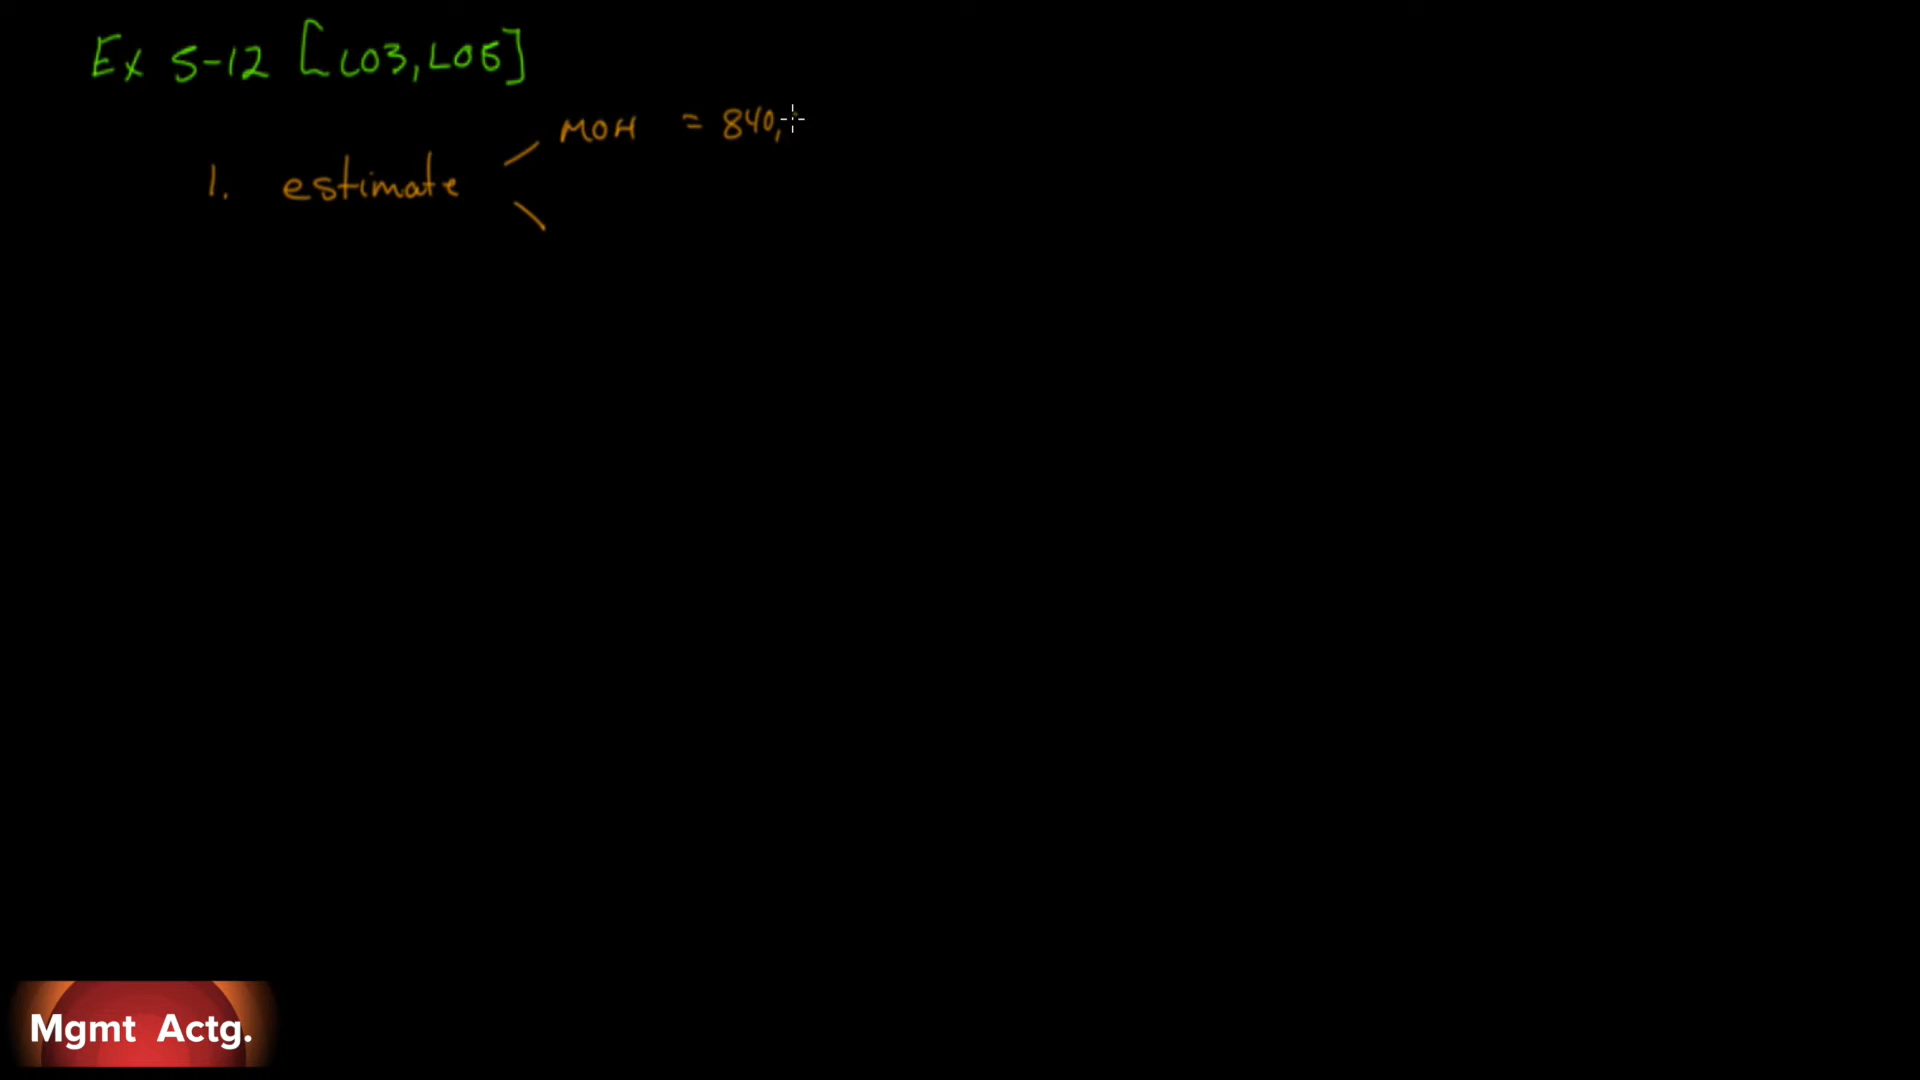 Ex 5-12 [LO3, LO5]
MOH = 840,
1. estimate
Mgmt Actg.